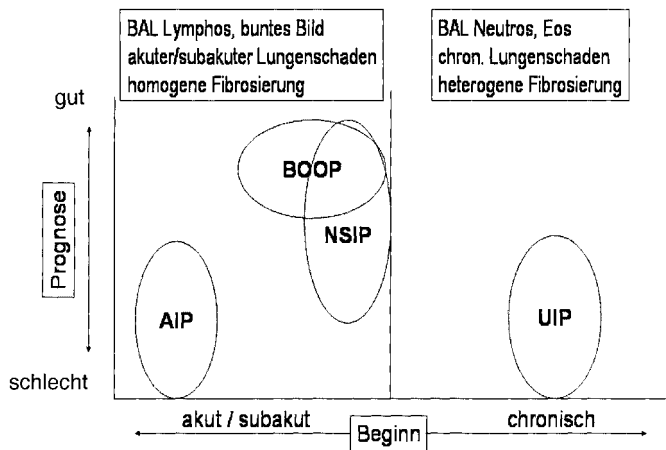 BAL Lymphos, buntes Bild
akuter/subakuter Lungenschaden
homogene Fibrosierung
BAL Neutros, Eos
chron. Lungenschaden
heterogene Fibrosierung
gut
Prognose
schlecht
BOOP
NSIP
AIP
UIP
akut / subakut
chronisch
Beginn